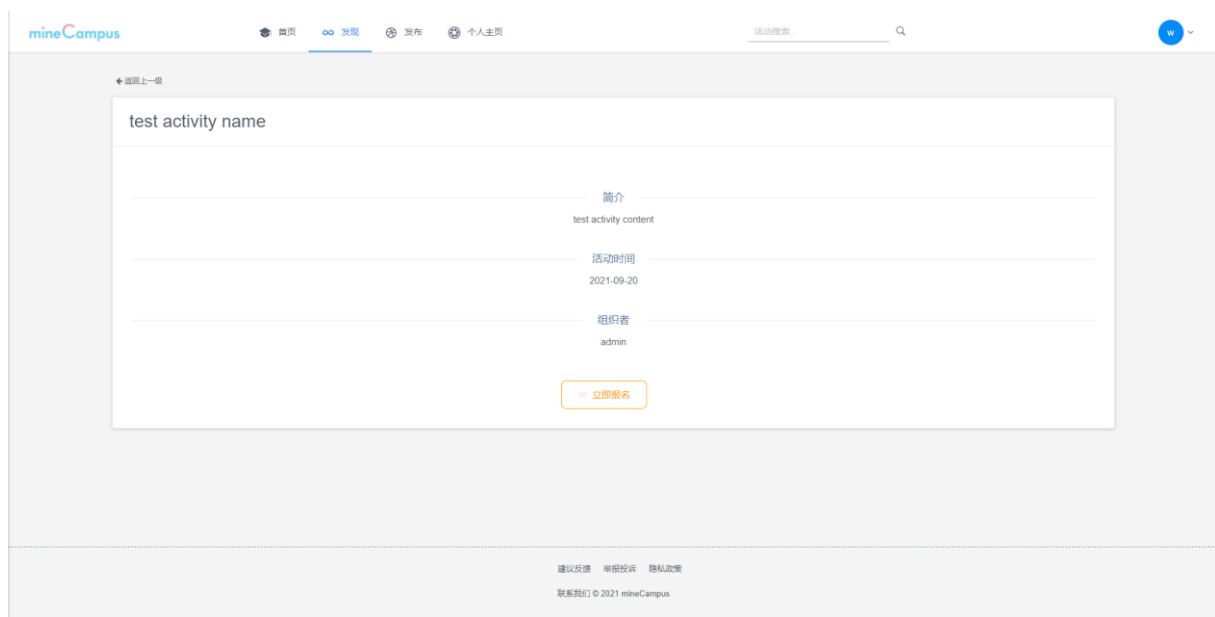 mineCampus 首页 发现 发布 个人主页 活动搜索... w
返回上一级
test activity name
简介
test activity content
活动时间
2021-09-20
组织者
admin
立即报名
建议反馈 举报投诉 隐私政策
联系我们 © 2021 mineCampus